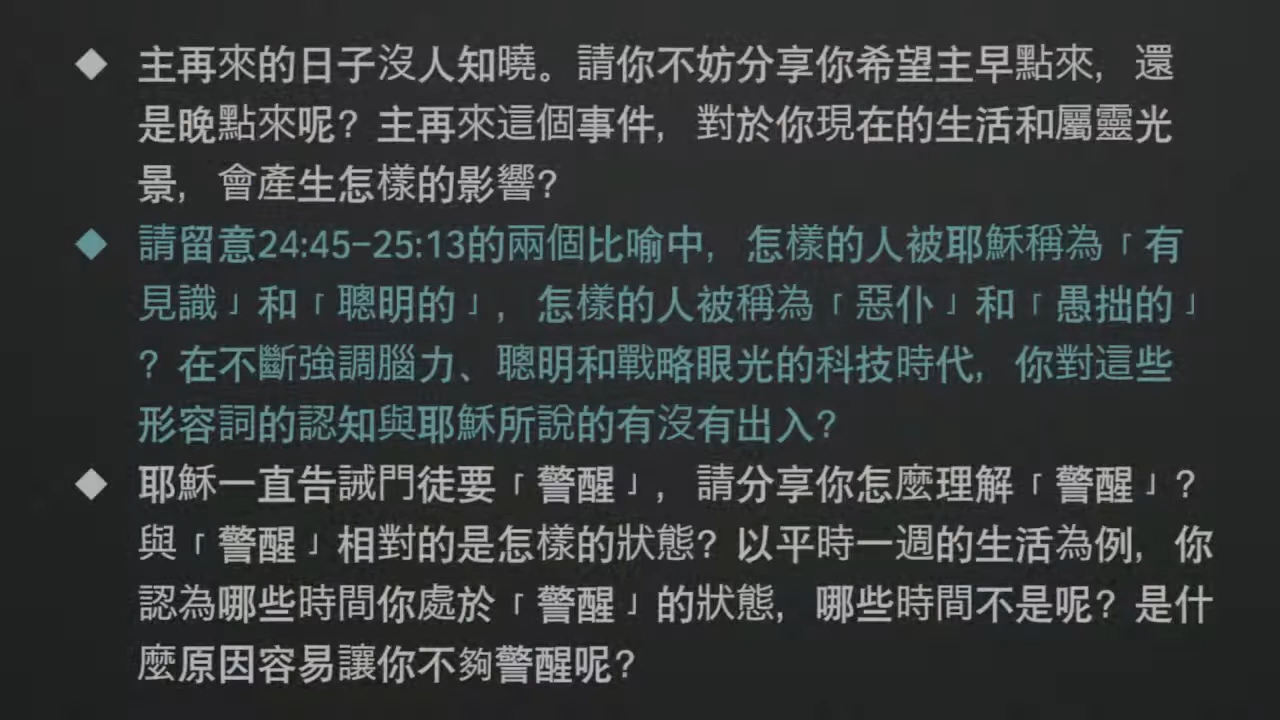 ◆ 主再來的日子沒人知曉。請你不妨分享你希望主早點來，還
是晚點來呢？主再來這個事件，對於你現在的生活和屬靈光
景，會產生怎樣的影響？
◆ 請留意24:45–25:13的兩個比喻中，怎樣的人被耶穌稱為「有
見識」和「聰明的」，怎樣的人被稱為「惡仆」和「愚拙的」
？在不斷強調腦力、聰明和戰略眼光的科技時代，你對這些
形容詞的認知與耶穌所說的有沒有出入？
◆ 耶穌一直告誡門徒要「警醒」，請分享你怎麼理解「警醒」？
與「警醒」相對的是怎樣的狀態？以平時一週的生活為例，你
認為哪些時間你處於「警醒」的狀態，哪些時間不是呢？是什
麼原因容易讓你不夠警醒呢？